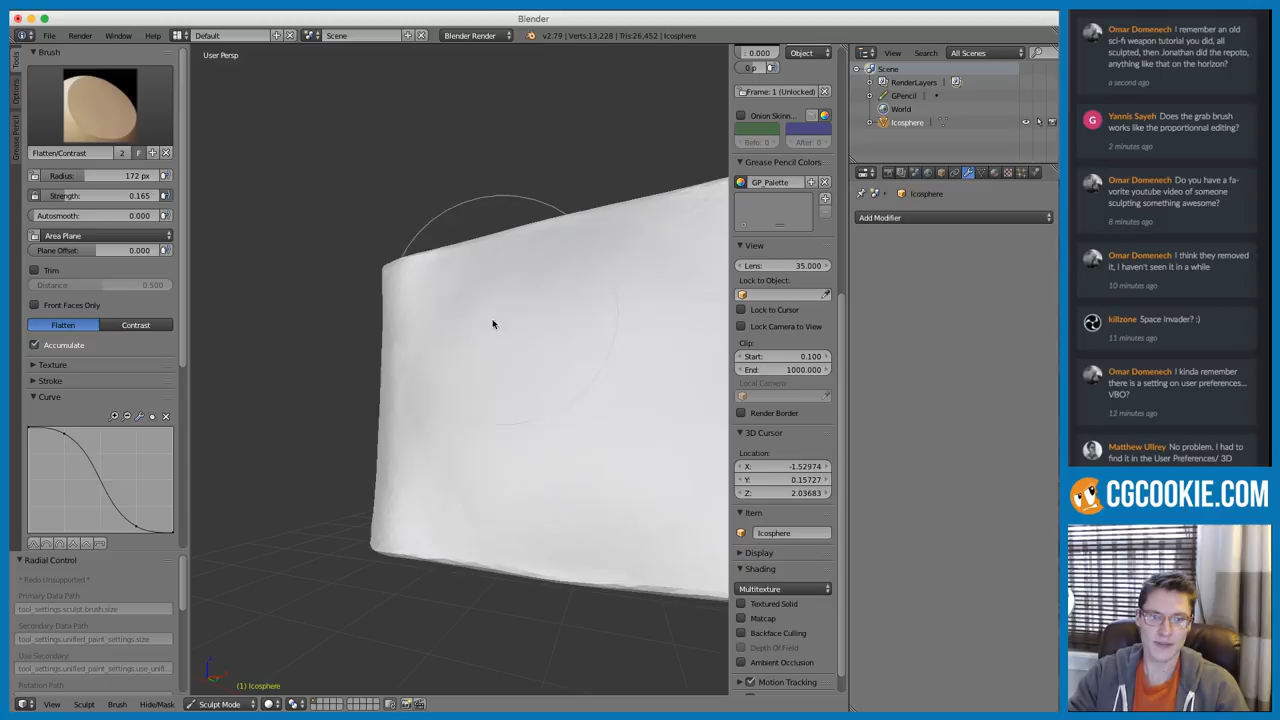 Blender
File
Render
Window
Help
Default
Scene
Blender Render
v2.79 | Verts:13,228 | Tris:26,452 | Icosphere
Tools
Options
Grease Pencil
Brush
Flatten/Contrast
2
F
Radius: 172 px
Strength: 0.165
Autosmooth: 0.000
Area Plane
Plane Offset: 0.000
Trim
Distance: 0.500
Front Faces Only
Flatten
Contrast
Accumulate
Texture
Stroke
Curve
Radial Control
* Redo Unsupported *
Primary Data Path
tool_settings.sculpt.brush.size
Secondary Data Path
tool_settings.unified_paint_settings.size
Use Secondary
tool_settings.unified_paint_settings.use_unif...
Rotation Path
User Persp
(1) Icosphere
View
Sculpt
Brush
Hide/Mask
Sculpt Mode
: 0.000
Object
0 p
Frame: 1 (Unlocked)
Onion Skinn...
Befo: 0
After: 0
Grease Pencil Colors
GP_Palette
View
Lens: 35.000
Lock to Object:
Lock to Cursor
Lock Camera to View
Clip:
Start: 0.100
End: 1000.000
Local Camera:
Render Border
3D Cursor
Location:
X: -1.52974
Y: 0.15727
Z: 2.03683
Item
Icosphere
Display
Shading
Multitexture
Textured Solid
Matcap
Backface Culling
Depth Of Field
Ambient Occlusion
Motion Tracking
View
Search
All Scenes
Scene
RenderLayers
GPencil
World
Icosphere
Icosphere
Add Modifier
Omar Domenech I remember an old
sci-fi weapon tutorial you did, all
sculpted, then Jonathan did the repoto,
anything like that on the horizon?
a second ago
G
Yannis Sayeh Does the grab brush
works like the proportionnal editing?
2 minutes ago
Omar Domenech Do you have a fa-
vorite youtube video of someone
sculpting something awesome?
8 minutes ago
Omar Domenech I think they removed
it, I haven't seen it in a while
10 minutes ago
killzone Space Invader? :)
11 minutes ago
Omar Domenech I kinda remember
there is a setting on user preferences...
VBO?
12 minutes ago
Matthew Ullrey No problem. I had to
find it in the User Preferences/ 3D
CGCOOKIE.COM